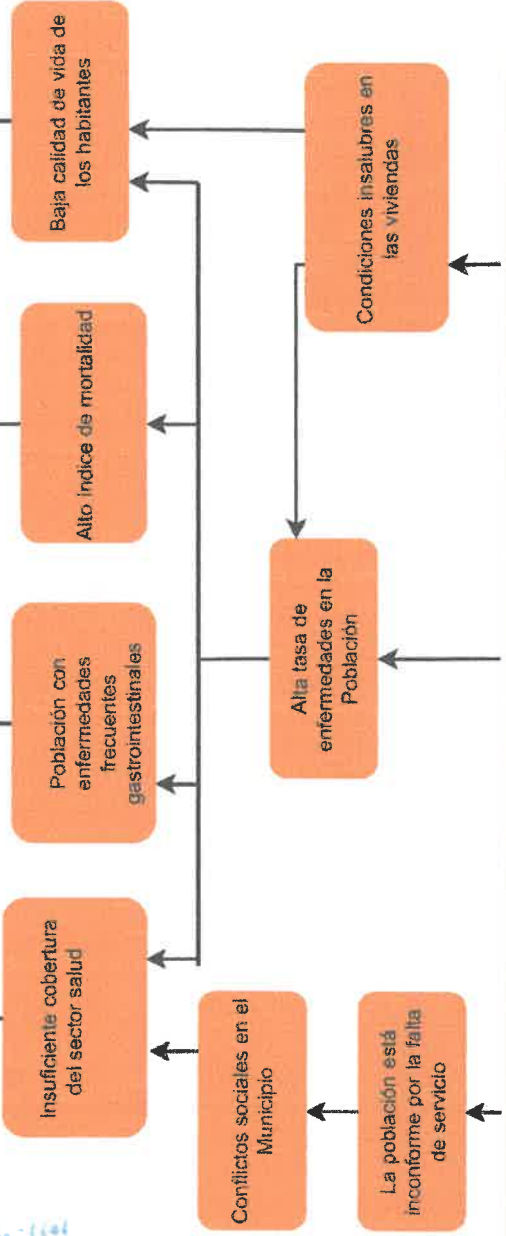 Insuficiente cobertura
del sector salud
Población con
enfermedades
frecuentes
gastrointestinales
Alto índice de mortalidad
Baja calidad de vida de
los habitantes
Conflictos sociales en el
Municipio
Alta tasa de
enfermedades en la
Población
Condiciones insalubres en
las viviendas
La población está
inconforme por la falta
de servicio